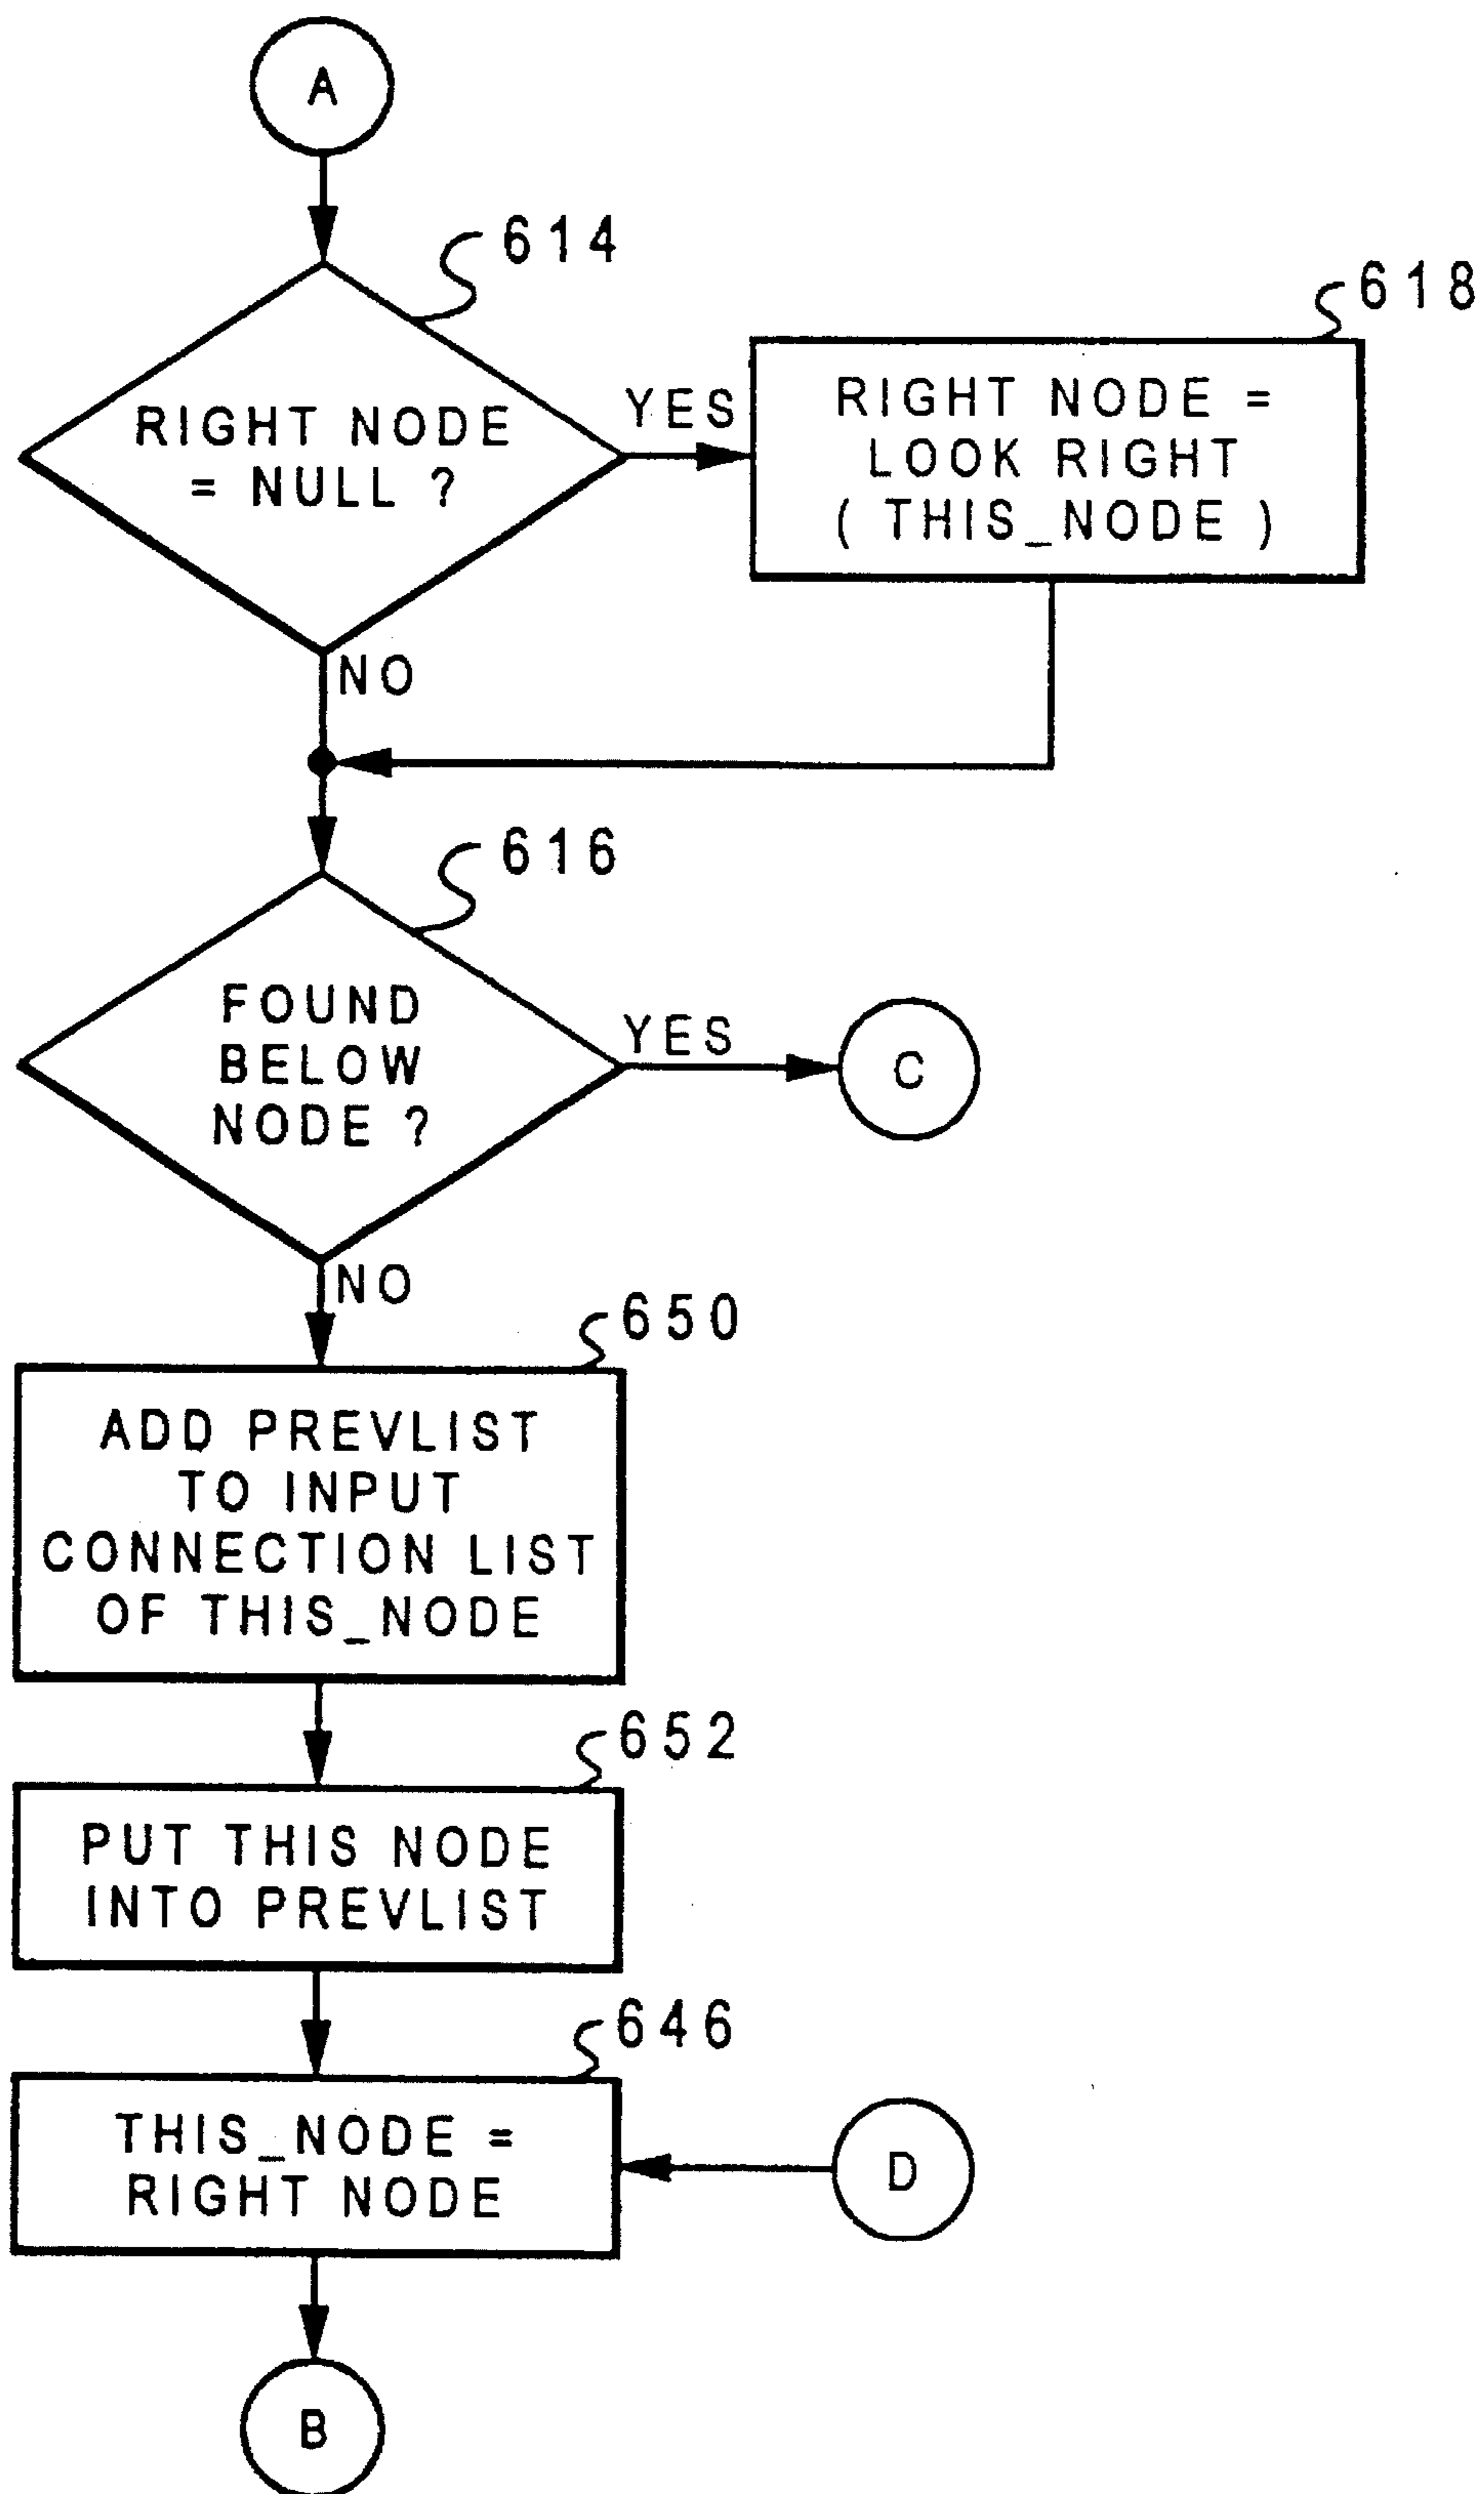 A
614
618
RIGHT NODE
= NULL ?
YES
RIGHT NODE =
LOOK RIGHT
( THIS_NODE )
NO
616
FOUND
BELOW
NODE ?
YES
C
NO
650
ADD PREVLIST
TO INPUT
CONNECTION LIST
OF THIS_NODE
652
PUT THIS NODE
INTO PREVLIST
646
THIS_NODE =
RIGHT NODE
D
B